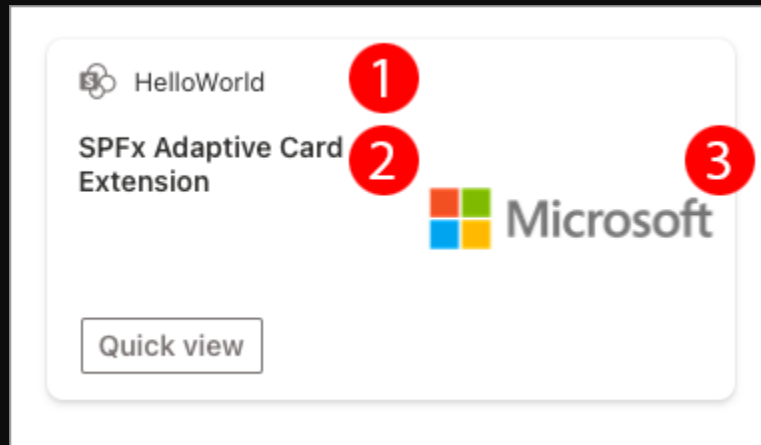 HelloWorld
1
SPFx Adaptive Card
Extension
2
3
Microsoft
Quick view